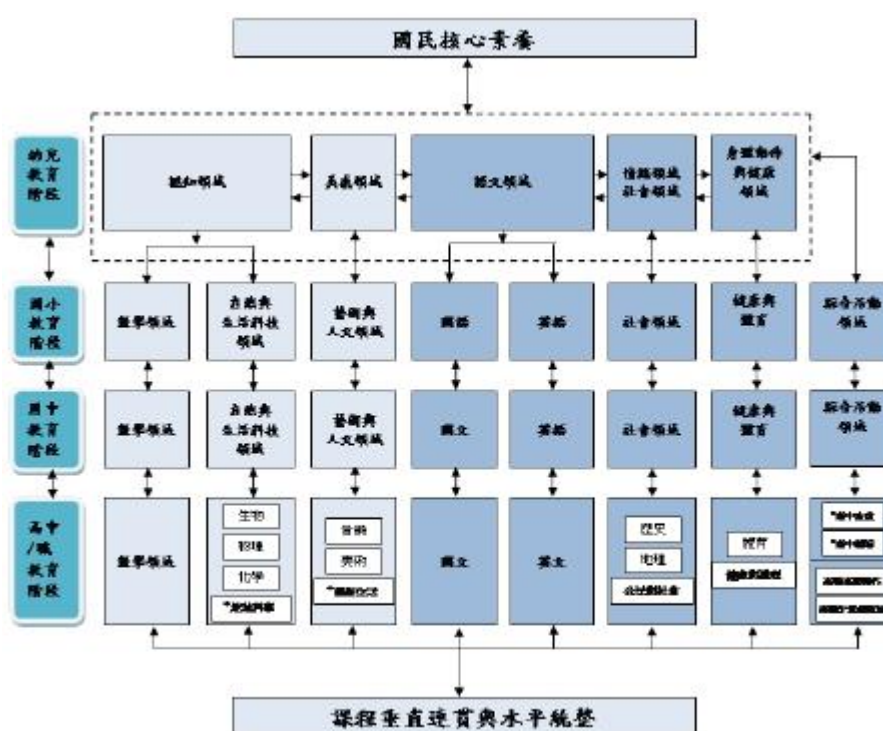 國民核心素養
幼兒
教育
階段
認知領域
美感領域
語文領域
情緒領域
社會領域
身體動作
與健康
領域
國小
教育
階段
數學領域
自然與
生活科技
領域
藝術與
人文領域
國語
英語
社會領域
健康與
體育
綜合活動
領域
國中
教育
階段
數學領域
自然與
生活科技
領域
藝術與
人文領域
國文
英語
社會領域
健康與
體育
綜合活動
領域
高中
/職
教育
階段
數學領域
生物
物理
化學
音樂
美術
國文
英文
歷史
地理
公民與社會
體育
課程垂直連貫與水平統整